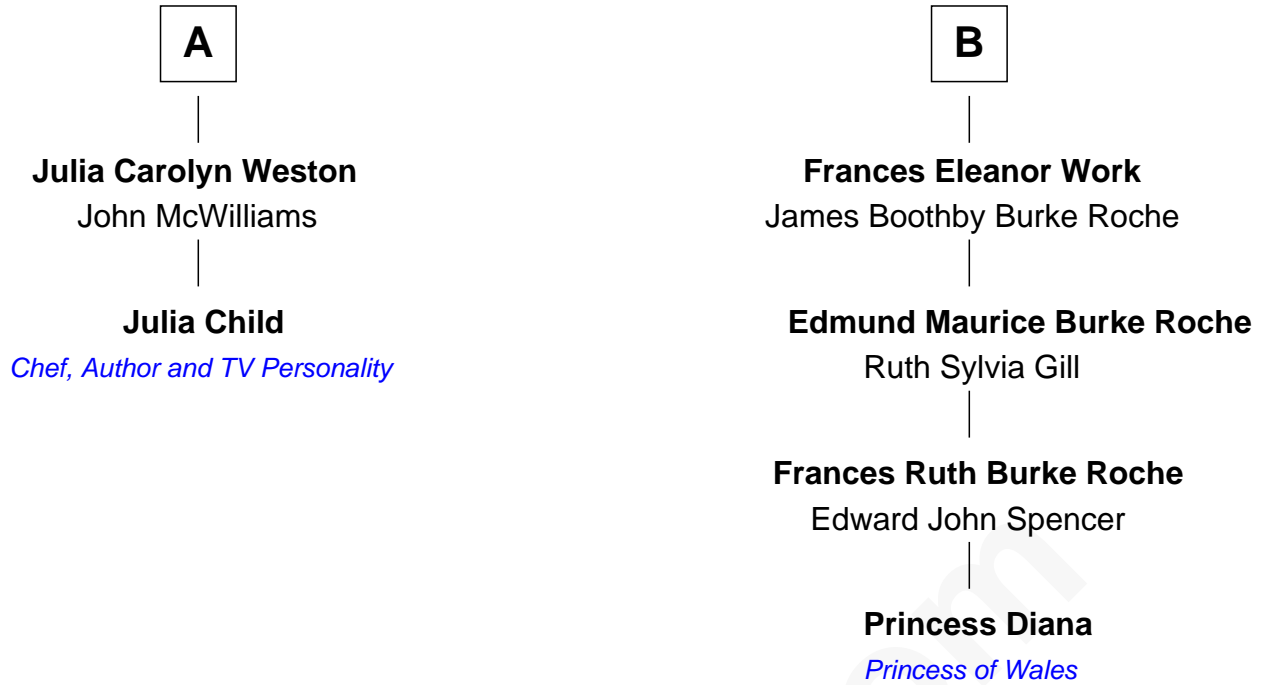 A
Julia Carolyn Weston
John McWilliams
Julia Child
Chef, Author and TV Personality
B
Frances Eleanor Work
James Boothby Burke Roche
Edmund Maurice Burke Roche
Ruth Sylvia Gill
Frances Ruth Burke Roche
Edward John Spencer
Princess Diana
Princess of Wales